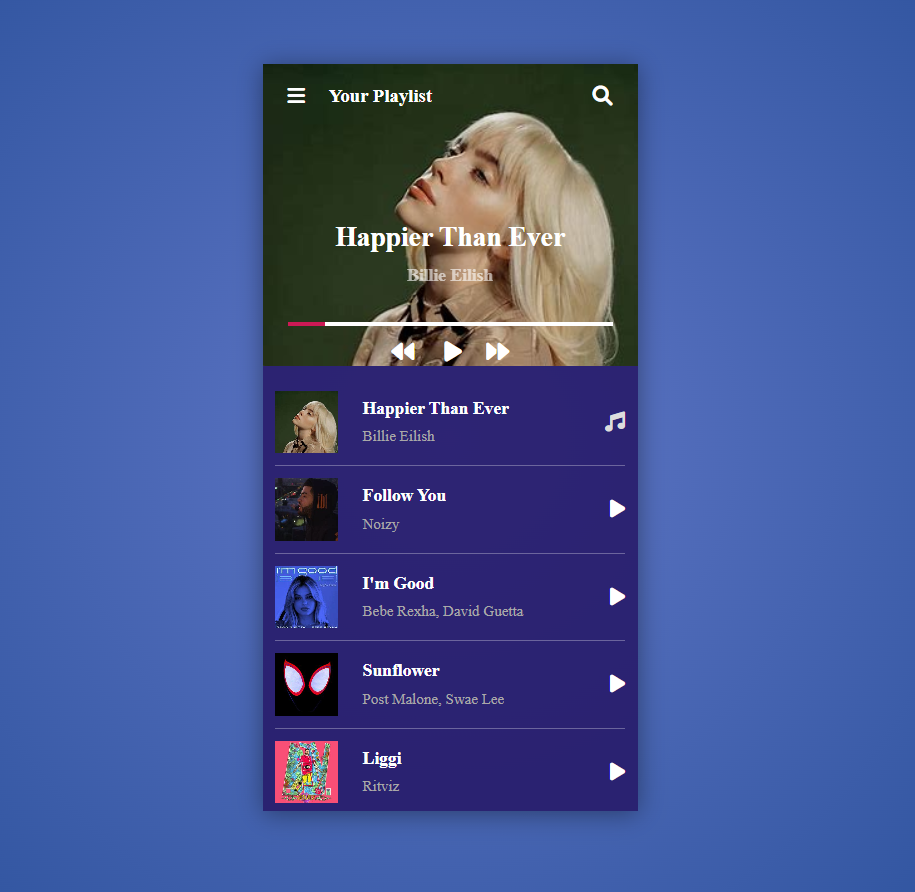 Your Playlist
Happier Than Ever
Billie Eilish
Happier Than Ever
Billie Eilish
Follow You
Noizy
I'm Good
Bebe Rexha, David Guetta
i'm good
Sunflower
Post Malone, Swae Lee
Liggi
Ritviz